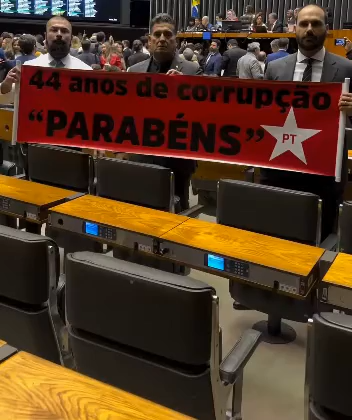 44 anos de corrupção
“PARABÉNS”
PT